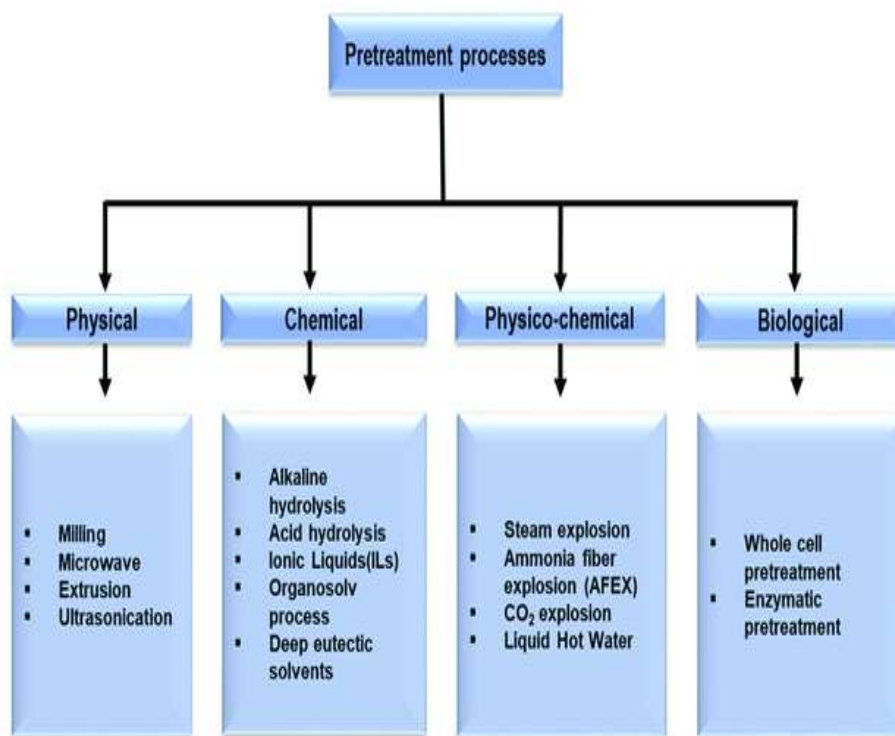 Pretreatment processes
Physical
Chemical
Physico-chemical
Biological
▪ Milling
▪ Microwave
▪ Extrusion
▪ Ultrasonication
▪ Alkaline
hydrolysis
▪ Acid hydrolysis
▪ Ionic Liquids(ILs)
▪ Organosolv
process
▪ Deep eutectic
solvents
▪ Steam explosion
▪ Ammonia fiber
explosion (AFEX)
▪ CO₂ explosion
▪ Liquid Hot Water
▪ Whole cell
pretreatment
▪ Enzymatic
pretreatment